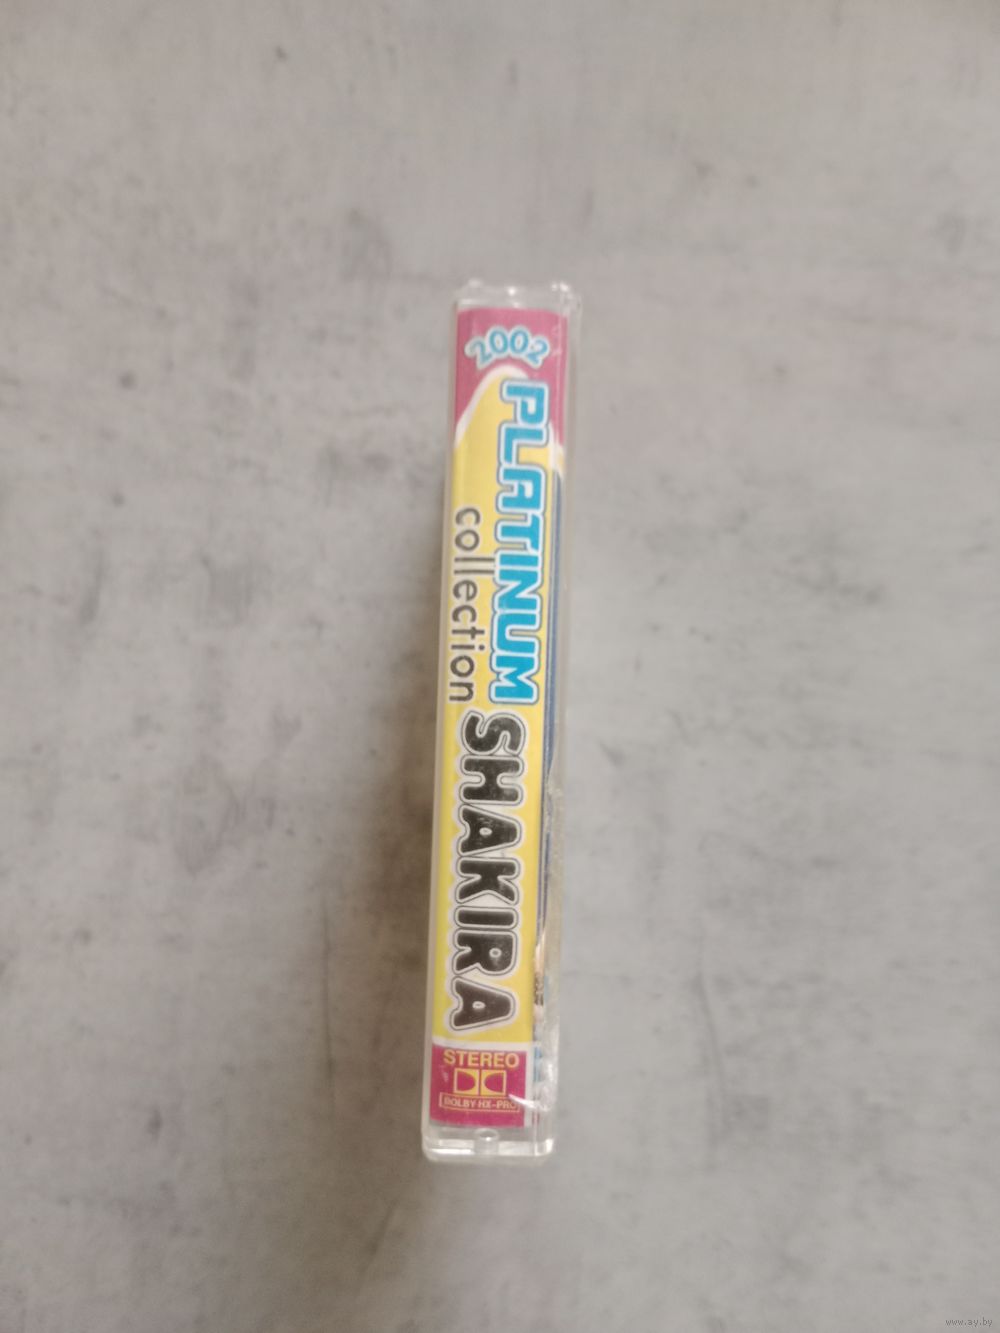 2002
PLATINUM
collection
SHAKIRA
STEREO
DOLBY HX-PRO
www.ay.by